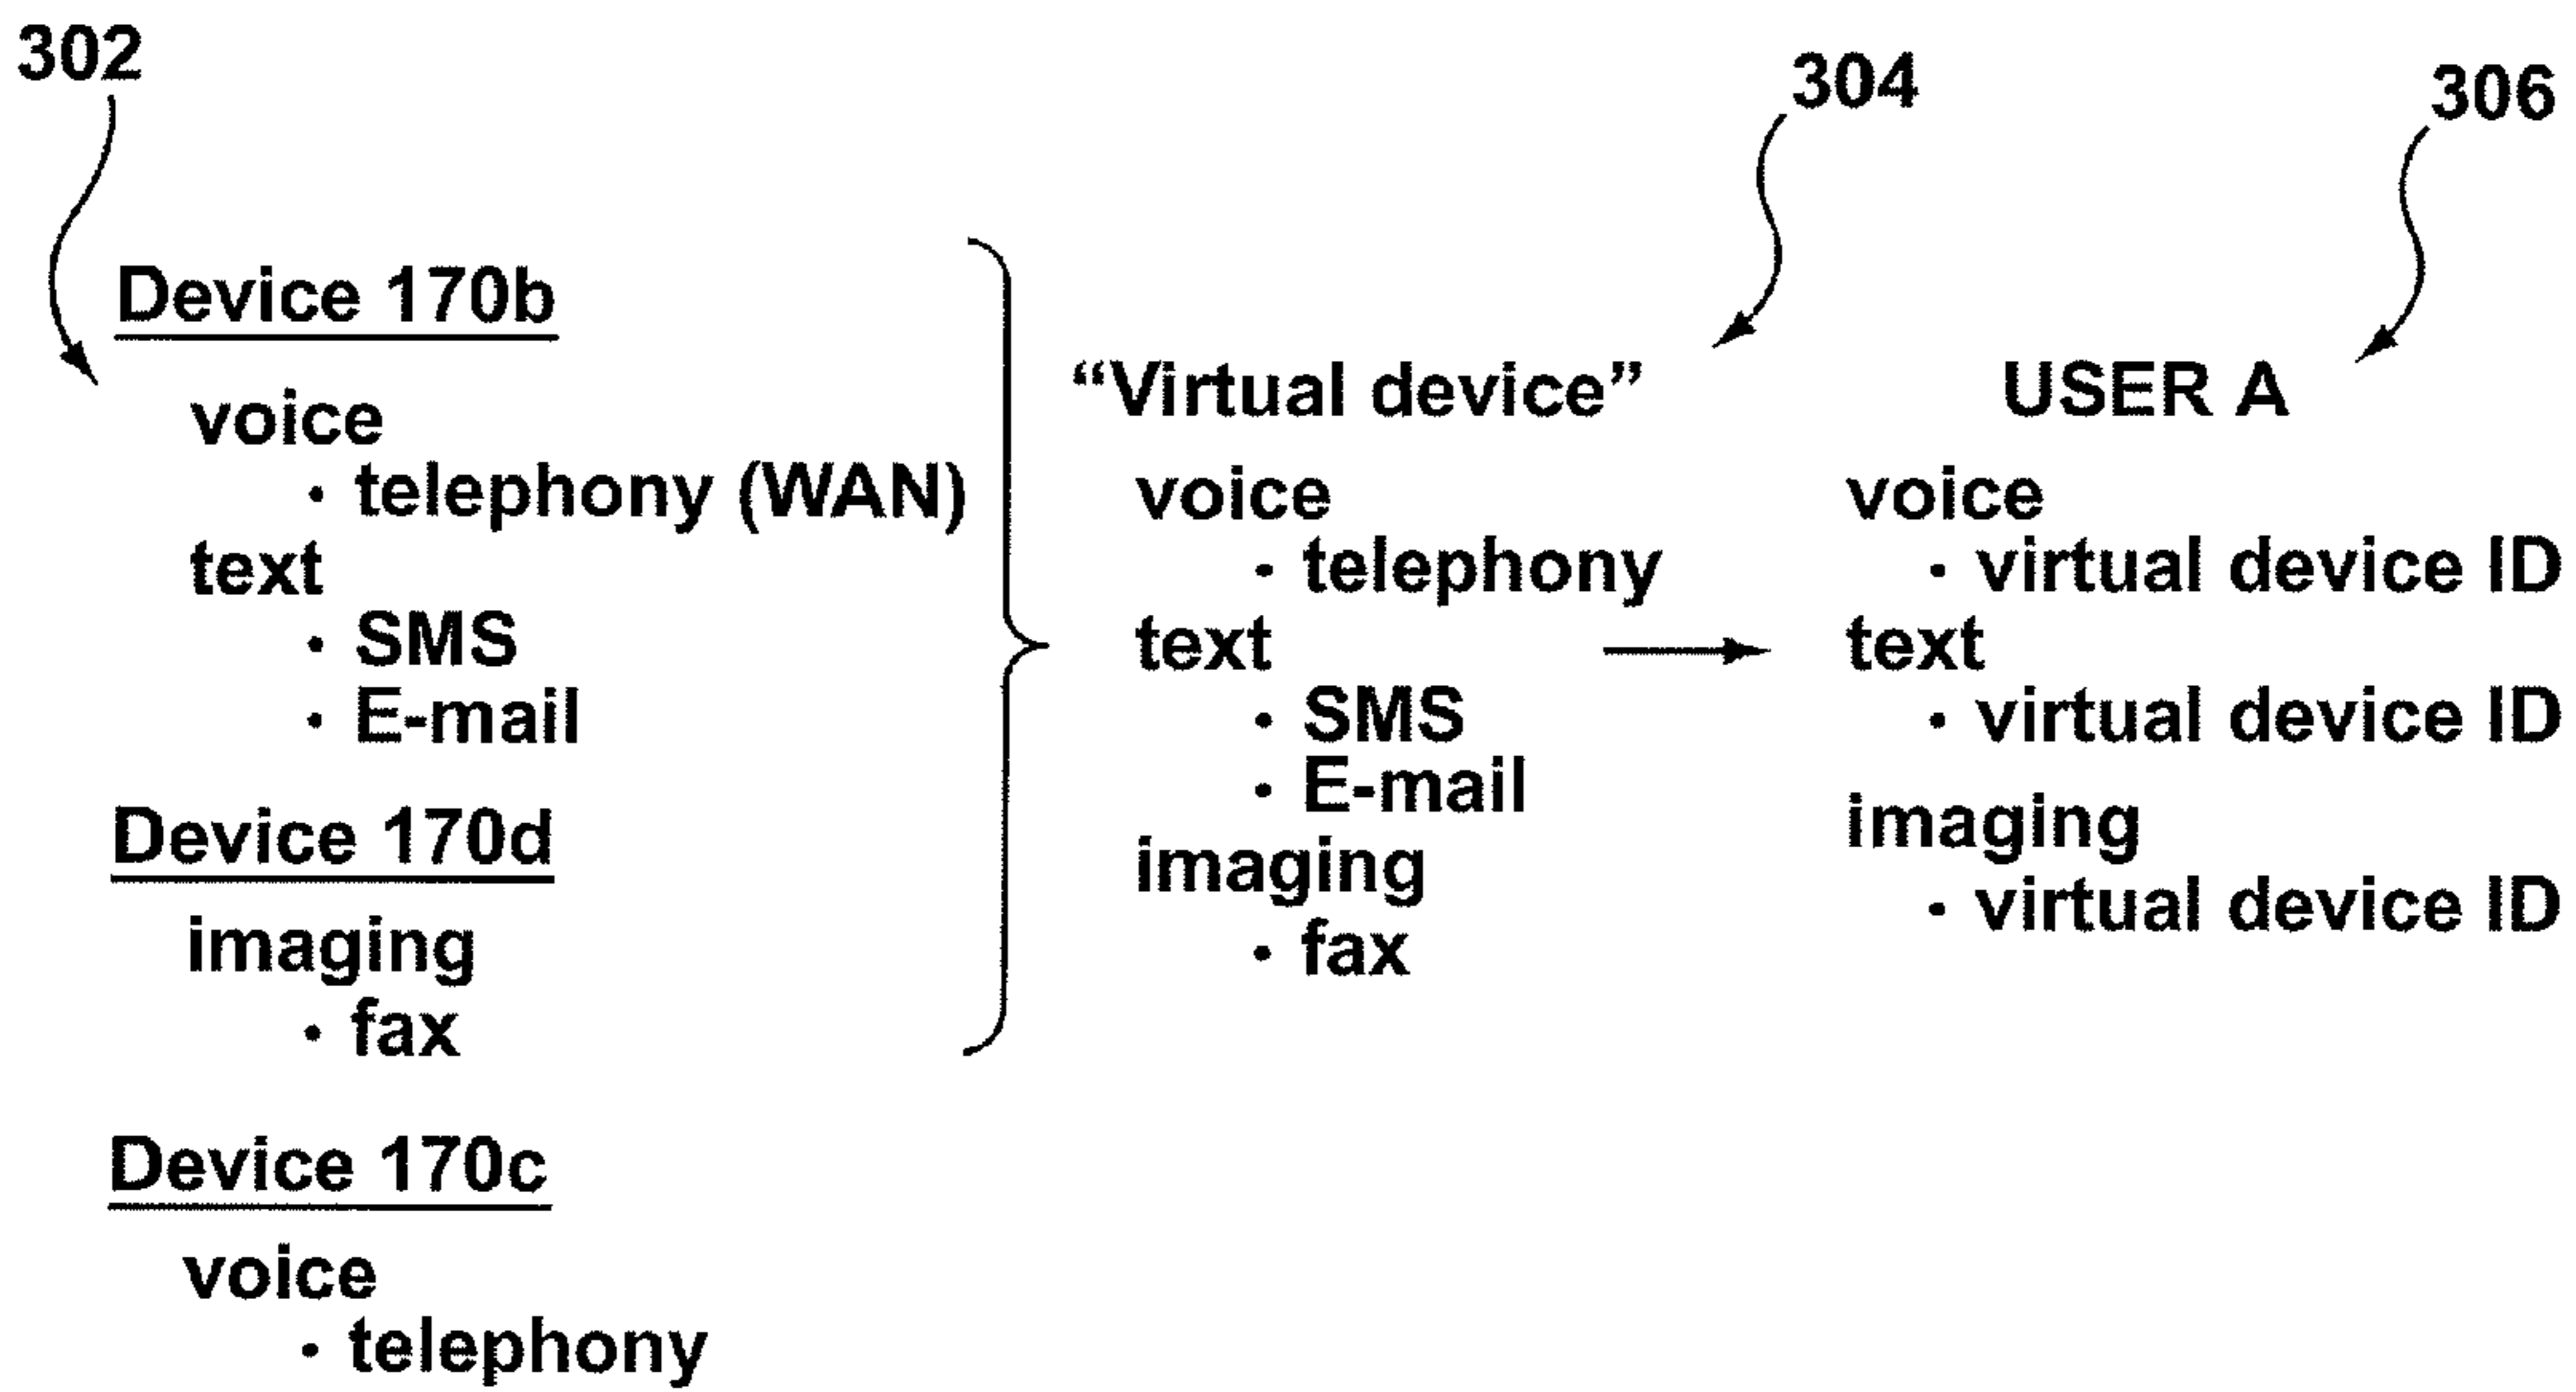 302
304
306
Device 170b
voice
· telephony (WAN)
text
· SMS
· E-mail
Device 170d
imaging
· fax
Device 170c
voice
· telephony
“Virtual device”
voice
· telephony
text
· SMS
· E-mail
imaging
· fax
USER A
voice
· virtual device ID
text
· virtual device ID
imaging
· virtual device ID